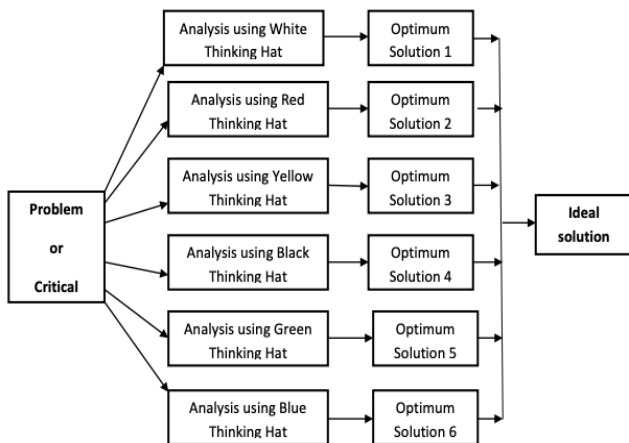 Analysis using White
Thinking Hat
Optimum
Solution 1
Analysis using Red
Thinking Hat
Optimum
Solution 2
Analysis using Yellow
Thinking Hat
Optimum
Solution 3
Problem
or
Critical
Ideal
solution
Analysis using Black
Thinking Hat
Optimum
Solution 4
Analysis using Green
Thinking Hat
Optimum
Solution 5
Analysis using Blue
Thinking Hat
Optimum
Solution 6